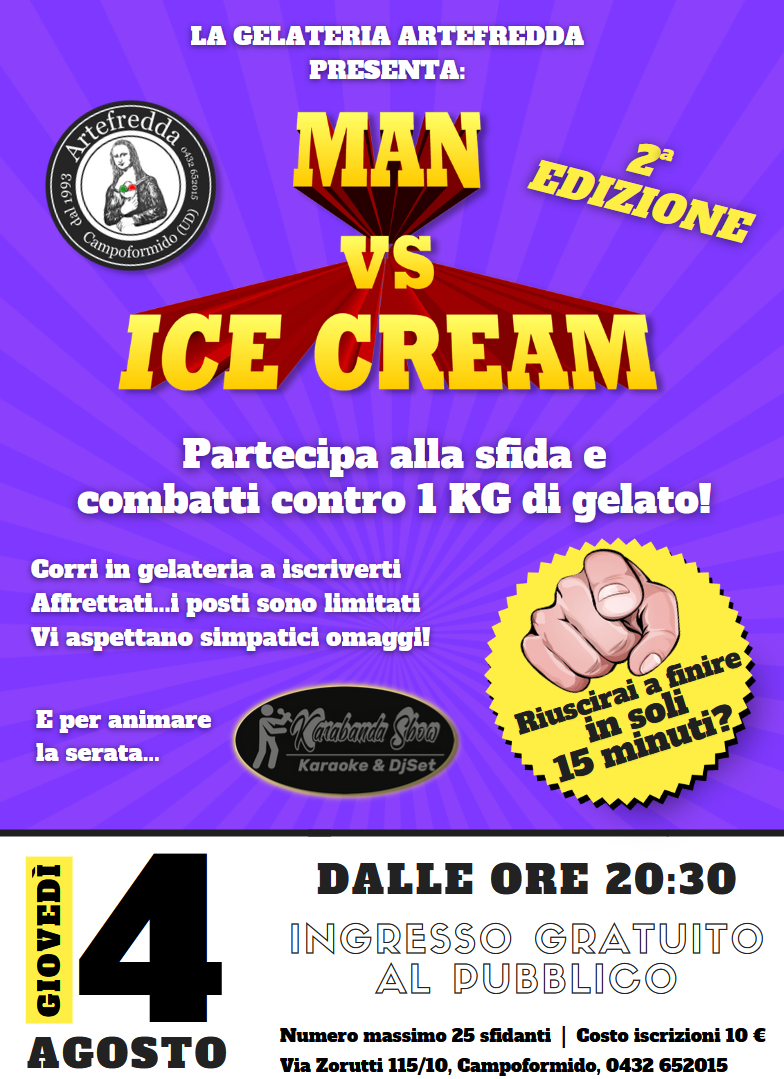 LA GELATERIA ARTEFREDDA
PRESENTA:
Artefredda
dal 1993
Campoformido (UD)
0432 652015
MAN
VS
ICE CREAM
2ª
EDIZIONE
Partecipa alla sfida e
combatti contro 1 KG di gelato!
Corri in gelateria a iscriverti
Affrettati...i posti sono limitati
Vi aspettano simpatici omaggi!
Riuscirai a finire
in soli
15 minuti?
E per animare
la serata...
Karabanda Show
Karaoke & DjSet
GIOVEDÌ
4
AGOSTO
DALLE ORE 20:30
INGRESSO GRATUITO
AL PUBBLICO
Numero massimo 25 sfidanti | Costo iscrizioni 10 €
Via Zorutti 115/10, Campoformido, 0432 652015